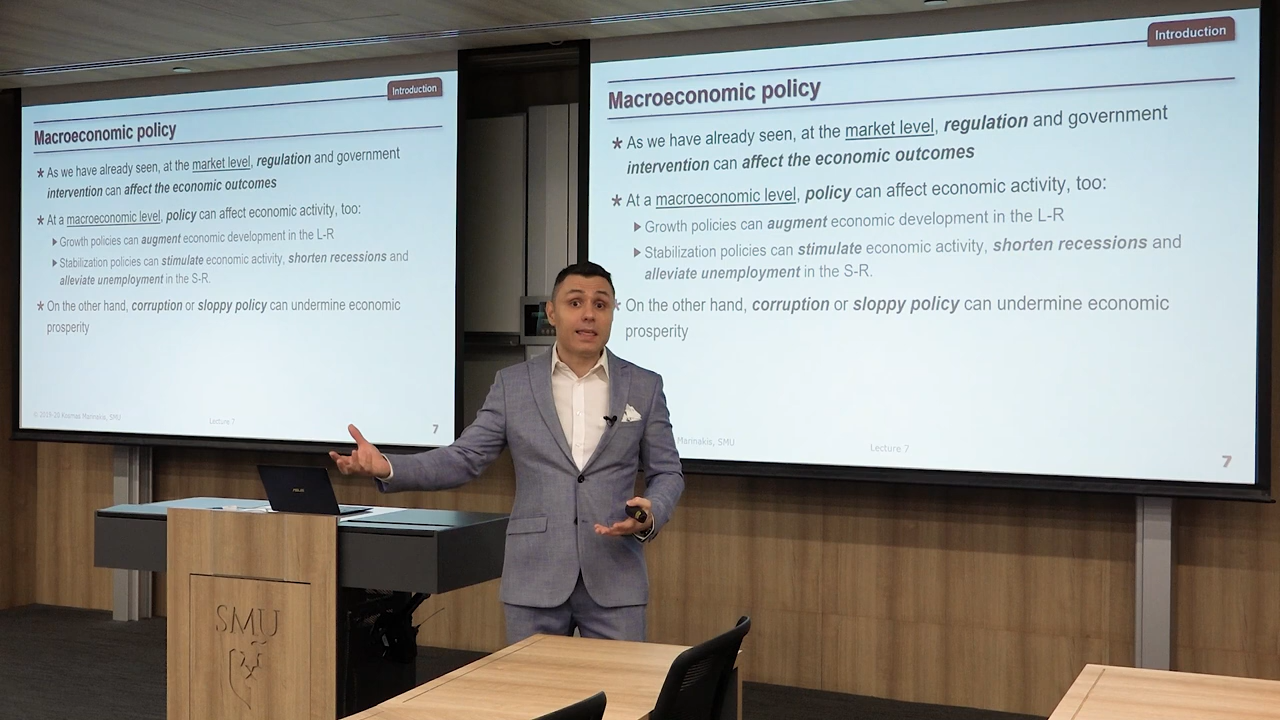 Introduction
Macroeconomic policy
* As we have already seen, at the market level, regulation and government
intervention can affect the economic outcomes
* At a macroeconomic level, policy can affect economic activity, too:
Growth policies can augment economic development in the L-R
Stabilization policies can stimulate economic activity, shorten recessions and
alleviate unemployment in the S-R.
* On the other hand, corruption or sloppy policy can undermine economic
prosperity
Lecture 7
7
Introduction
Macroeconomic policy
* As we have already seen, at the market level, regulation and government
intervention can affect the economic outcomes
* At a macroeconomic level, policy can affect economic activity, too:
Growth policies can augment economic development in the L-R
Stabilization policies can stimulate economic activity, shorten recessions and
alleviate unemployment in the S-R.
* On the other hand, corruption or sloppy policy can undermine economic
prosperity
Marinakis, SMU
Lecture 7
7
SMU